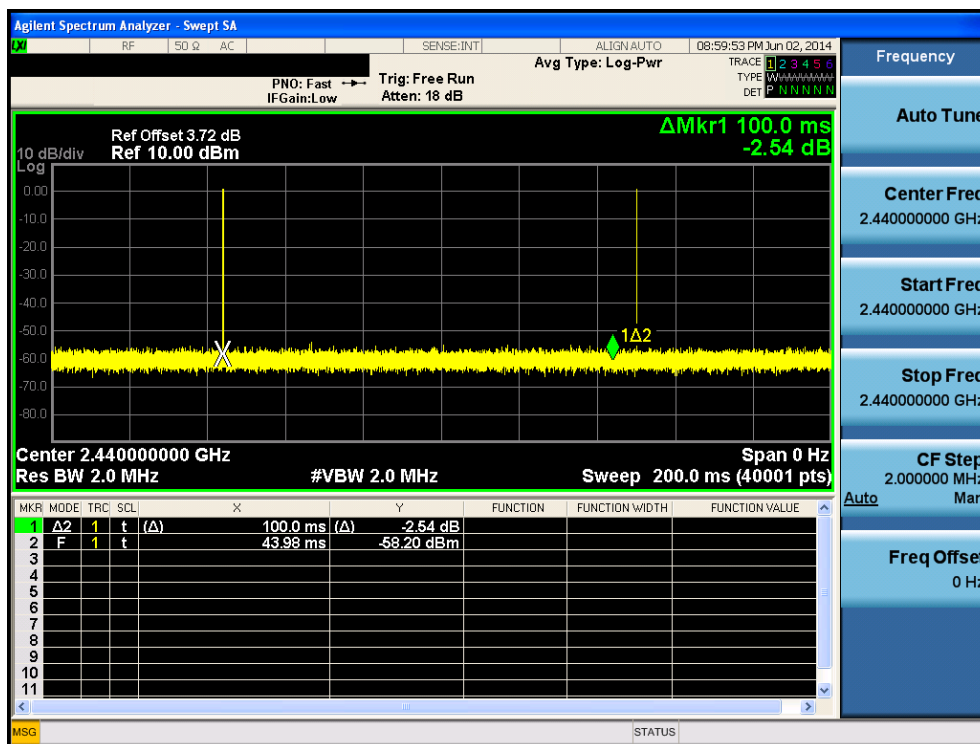 Agilent Spectrum Analyzer - Swept SA
LXI RF 50 Ω AC SENSE:INT ALIGN AUTO 08:59:53 PM Jun 02, 2014
Frequency
PNO: Fast Trig: Free Run Avg Type: Log-Pwr TRACE 1 2 3 4 5 6
IFGain:Low Atten: 18 dB TYPE W
DET P N N N N N
Auto Tune
Ref Offset 3.72 dB ΔMkr1 100.0 ms
10 dB/div Ref 10.00 dBm -2.54 dB
Log
0.00
-10.0
-20.0
-30.0
-40.0
-50.0
-60.0
-70.0
-80.0
1Δ2
Center 2.440000000 GHz Span 0 Hz
Res BW 2.0 MHz #VBW 2.0 MHz Sweep 200.0 ms (40001 pts)
Center Freq
2.440000000 GHz
Start Freq
2.440000000 GHz
Stop Freq
2.440000000 GHz
CF Step
2.000000 MHz
Auto Man
Freq Offset
0 Hz
MKR MODE TRC SCL X Y FUNCTION FUNCTION WIDTH FUNCTION VALUE
1 Δ2 1 t (Δ) 100.0 ms (Δ) -2.54 dB
2 F 1 t 43.98 ms -58.20 dBm
3
4
5
6
7
8
9
10
11
MSG STATUS